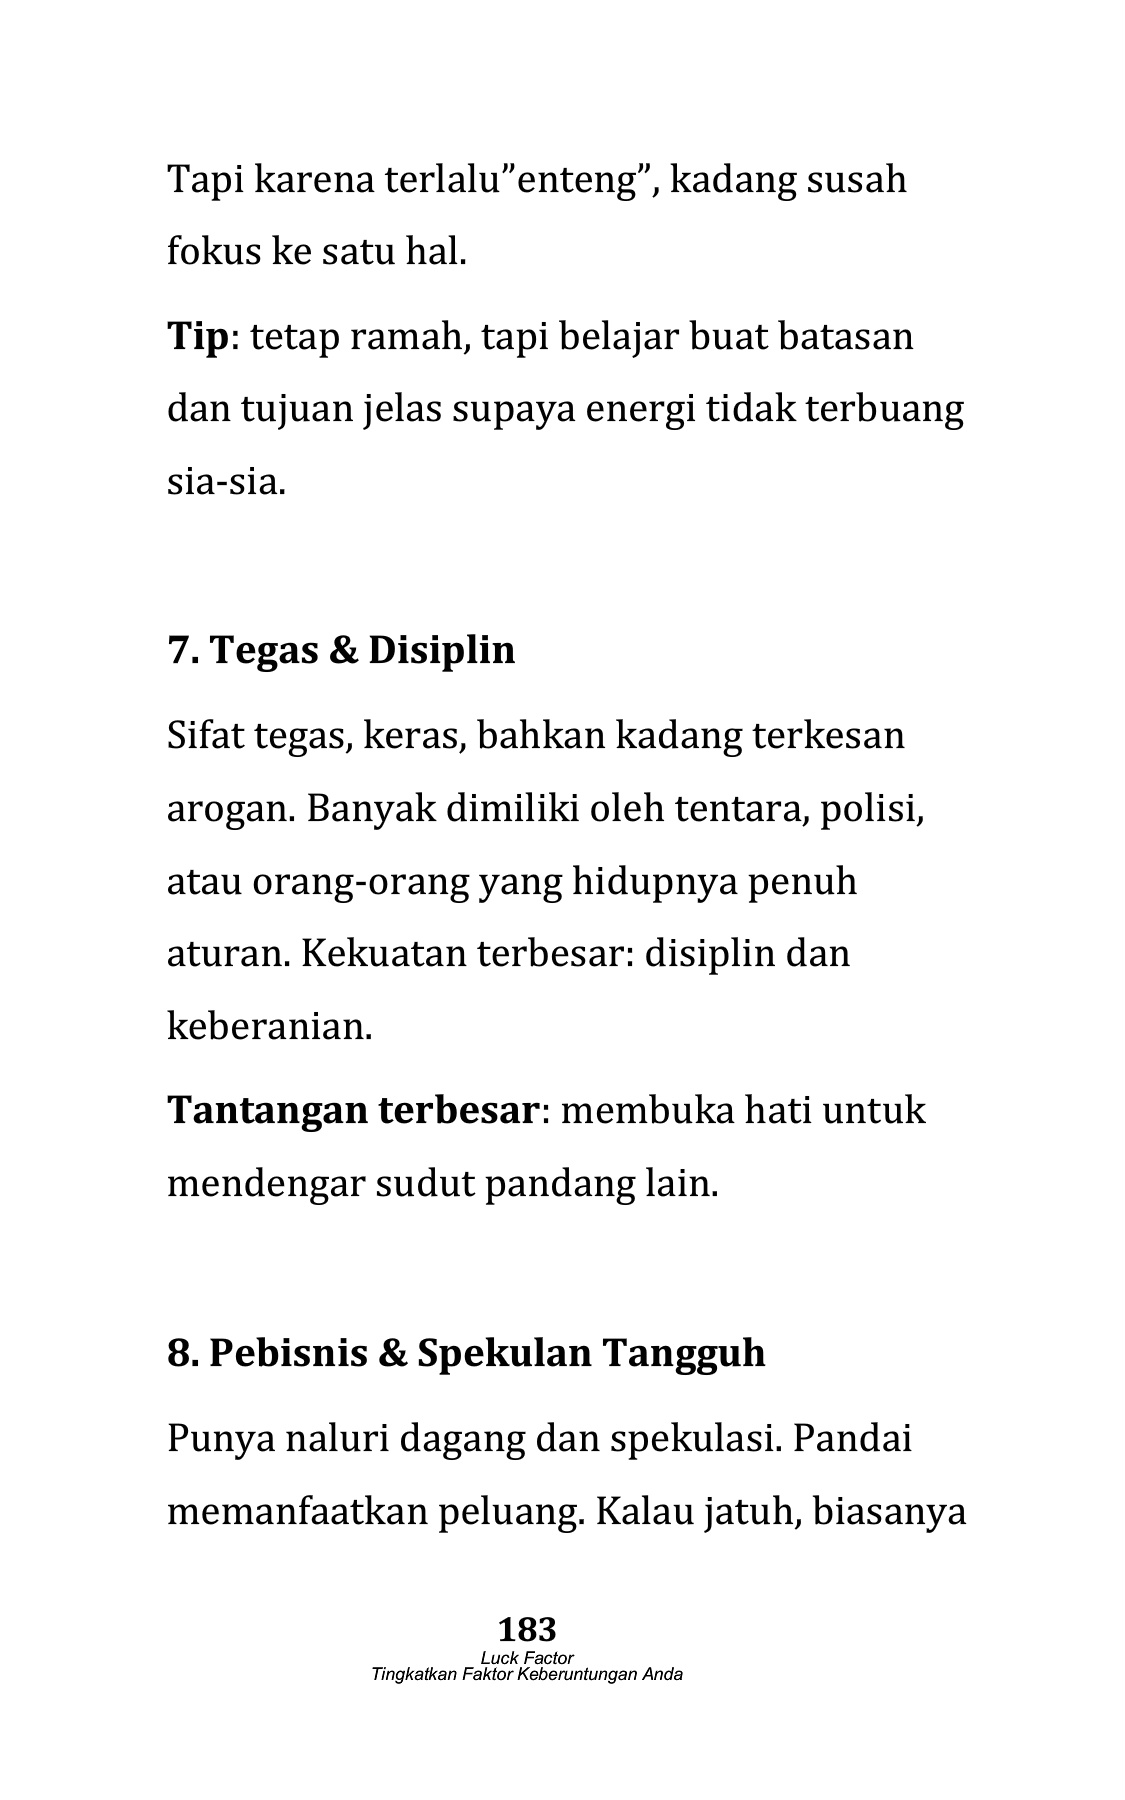 Tapi karena terlalu”enteng”, kadang susah
fokus ke satu hal.
Tip: tetap ramah, tapi belajar buat batasan
dan tujuan jelas supaya energi tidak terbuang
sia-sia.
7. Tegas & Disiplin
Sifat tegas, keras, bahkan kadang terkesan
arogan. Banyak dimiliki oleh tentara, polisi,
atau orang-orang yang hidupnya penuh
aturan. Kekuatan terbesar: disiplin dan
keberanian.
Tantangan terbesar: membuka hati untuk
mendengar sudut pandang lain.
8. Pebisnis & Spekulan Tangguh
Punya naluri dagang dan spekulasi. Pandai
memanfaatkan peluang. Kalau jatuh, biasanya
183
Luck Factor
Tingkatkan Faktor Keberuntungan Anda